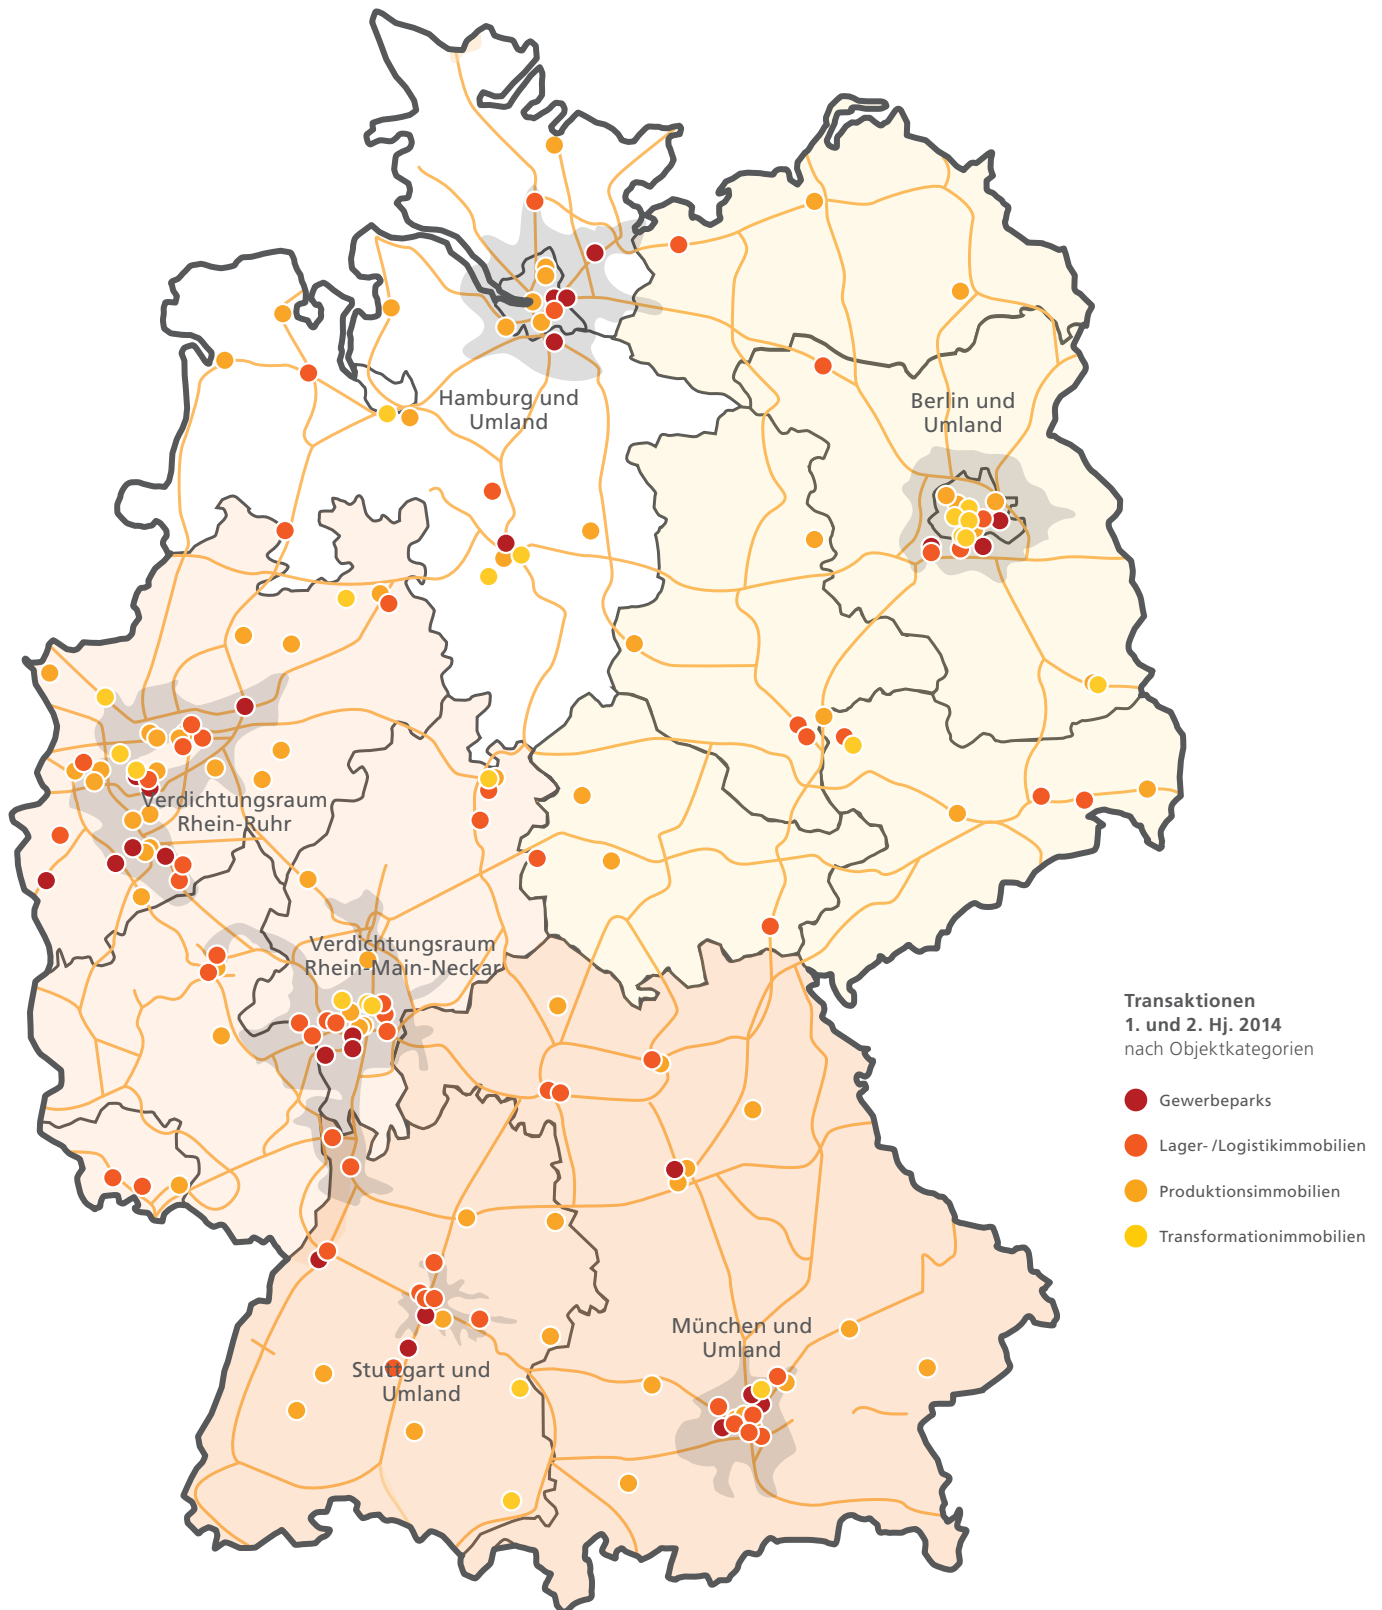 Hamburg und
Umland
Berlin und
Umland
Verdichtungsraum
Rhein-Ruhr
Verdichtungsraum
Rhein-Main-Neckar
Transaktionen
1. und 2. Hj. 2014
nach Objektkategorien
Gewerbeparks
Lager- /Logistikimmobilien
Produktionsimmobilien
Transformationimmobilien
München und
Umland
Stuttgart und
Umland